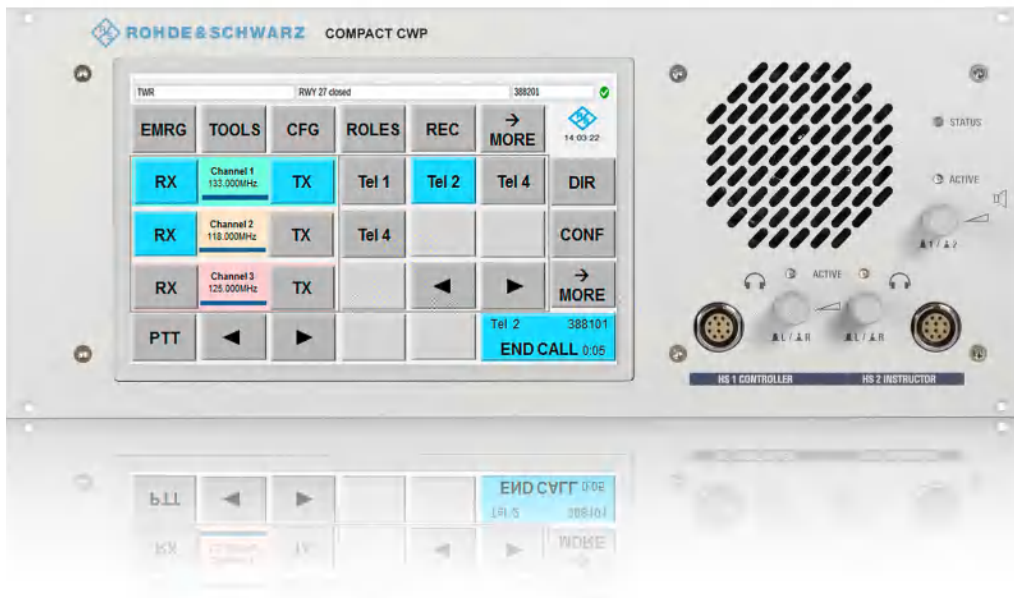 ROHDE&SCHWARZ COMPACT CWP
TWR RWY 27 closed 388201
EMRG TOOLS CFG ROLES REC → MORE 14:03:22
RX Channel 1 133.000MHz TX Tel 1 Tel 2 Tel 4 DIR
RX Channel 2 118.000MHz TX Tel 4 CONF
RX Channel 3 125.000MHz TX ◀ ▶ → MORE
PTT ◀ ▶ Tel 2 388101
END CALL 0:05
STATUS
ACTIVE
1 / 2
ACTIVE
L / R L / R
HS 1 CONTROLLER HS 2 INSTRUCTOR